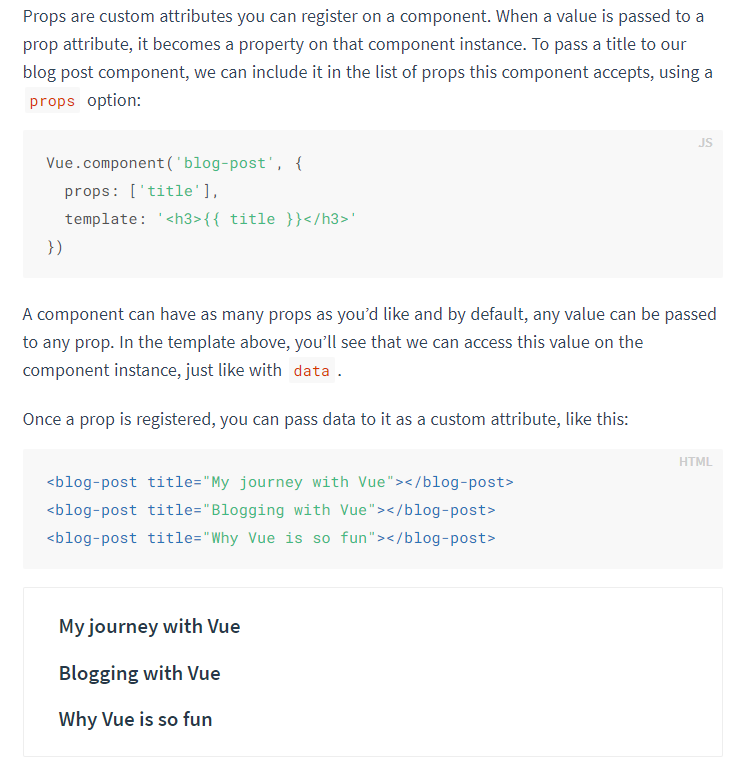 Props are custom attributes you can register on a component. When a value is passed to a
prop attribute, it becomes a property on that component instance. To pass a title to our
blog post component, we can include it in the list of props this component accepts, using a
props option:
JS
Vue.component('blog-post', {
  props: ['title'],
  template: '<h3>{{ title }}</h3>'
})
A component can have as many props as you’d like and by default, any value can be passed
to any prop. In the template above, you’ll see that we can access this value on the
component instance, just like with data .
Once a prop is registered, you can pass data to it as a custom attribute, like this:
HTML
<blog-post title="My journey with Vue"></blog-post>
<blog-post title="Blogging with Vue"></blog-post>
<blog-post title="Why Vue is so fun"></blog-post>
My journey with Vue
Blogging with Vue
Why Vue is so fun